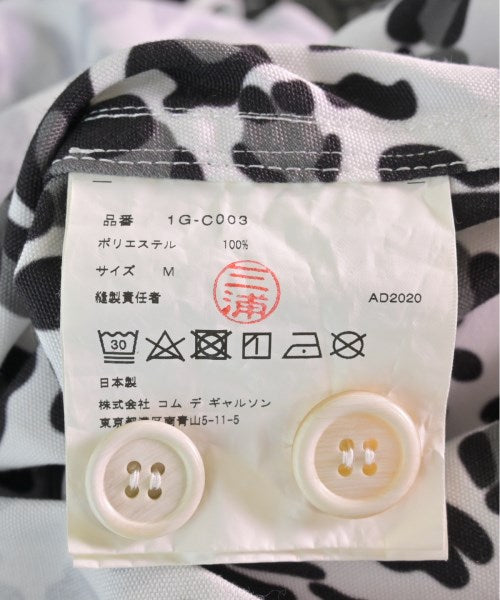 品番 1G-C003
ポリエステル 100%
サイズ M
縫製責任者 三浦 AD2020
30
日本製
株式会社 コム デ ギャルソン
東京都港区南青山5-11-5